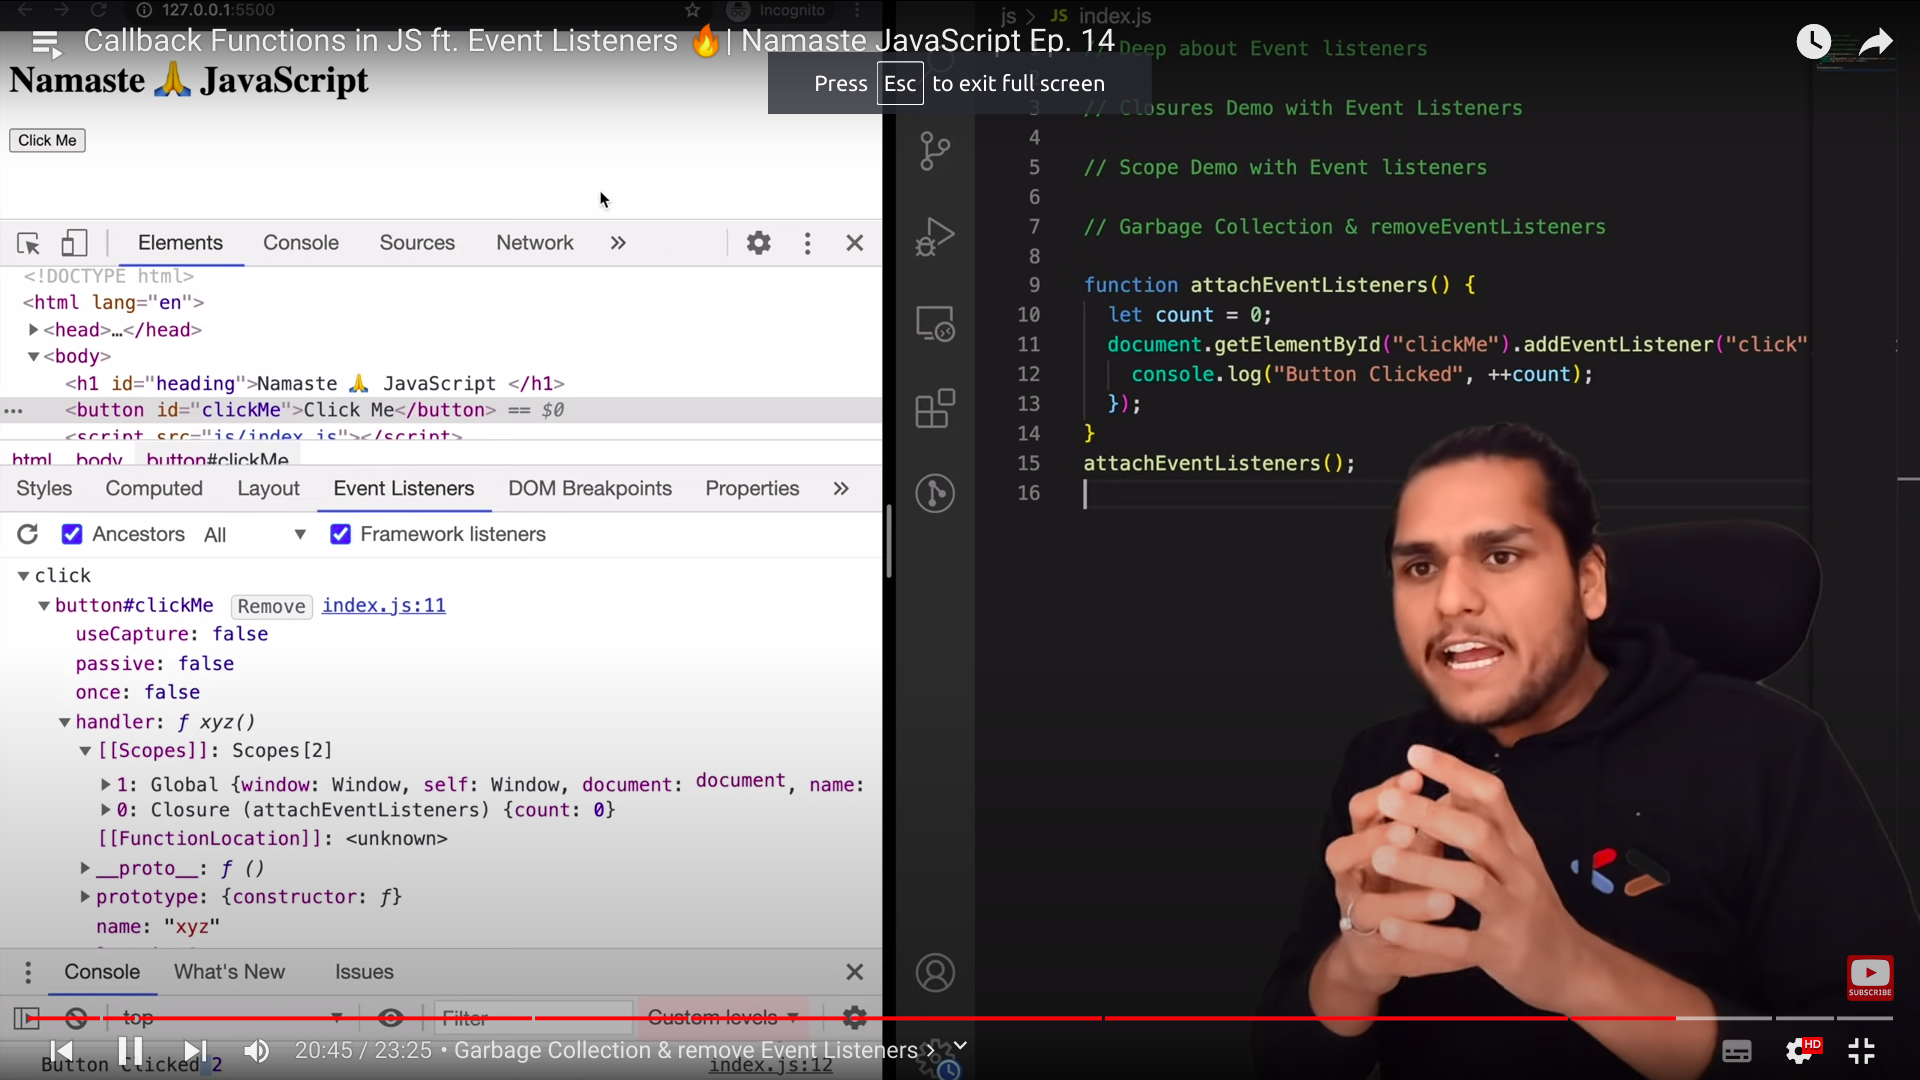 127.0.0.1:5500
Incognito
Callback Functions in JS ft. Event Listeners 🔥| Namaste JavaScript Ep. 14
Press Esc to exit full screen
Namaste 🙏 JavaScript
Click Me
Elements Console Sources Network »
<!DOCTYPE html>
<html lang="en">
<head>…</head>
<body>
<h1 id="heading">Namaste 🙏 JavaScript </h1>
<button id="clickMe">Click Me</button> == $0
<script src="js/index.js"></script>
html body button#clickMe
Styles Computed Layout Event Listeners DOM Breakpoints Properties »
Ancestors All Framework listeners
click
button#clickMe Remove index.js:11
useCapture: false
passive: false
once: false
handler: ƒ xyz()
[[Scopes]]: Scopes[2]
1: Global {window: Window, self: Window, document: document, name:
0: Closure (attachEventListeners) {count: 0}
[[FunctionLocation]]: <unknown>
__proto__: ƒ ()
prototype: {constructor: ƒ}
name: "xyz"
Console What's New Issues
top Filter Custom levels
20:45 / 23:25 • Garbage Collection & remove Event Listeners
Button Clicked 2 index.js:12
js > JS index.js
Deep about Event listeners
3 // Closures Demo with Event Listeners
4
5 // Scope Demo with Event listeners
6
7 // Garbage Collection & removeEventListeners
8
9 function attachEventListeners() {
10 let count = 0;
11 document.getElementById("clickMe").addEventListener("click"
12 console.log("Button Clicked", ++count);
13 });
14 }
15 attachEventListeners();
16
SUBSCRIBE
HD